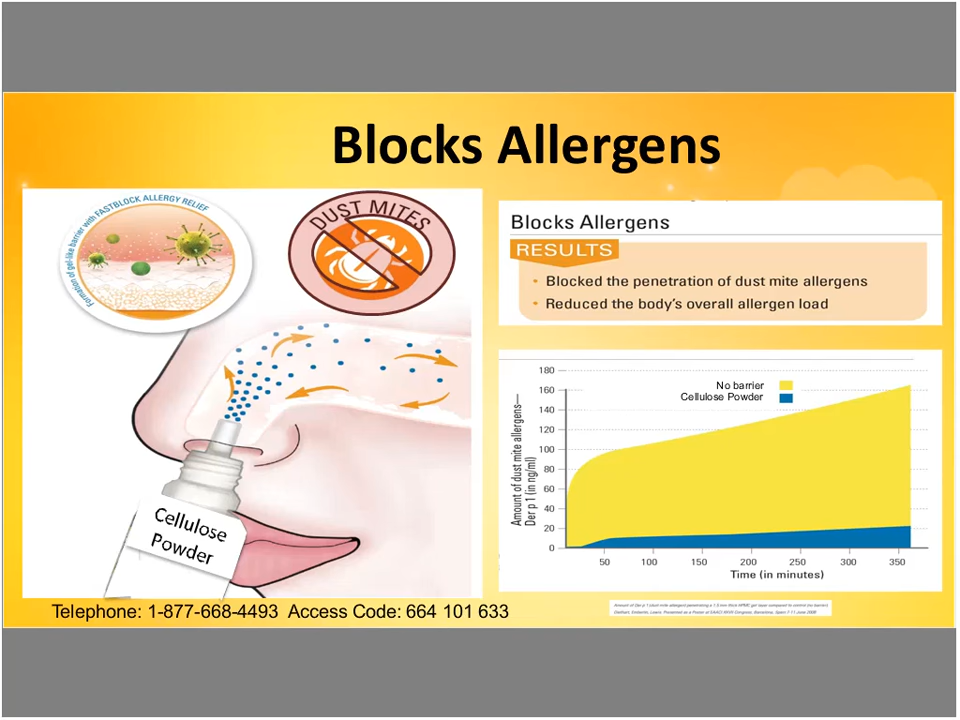 Blocks Allergens
Formation of gel-like barrier with FASTBLOCK ALLERGY RELIEF
DUST MITES
Cellulose
Powder
Blocks Allergens
RESULTS
• Blocked the penetration of dust mite allergens
• Reduced the body's overall allergen load
Amount of dust mite allergens—
Der p 1 (in ng/ml)
180
160
140
120
100
80
60
40
20
0
No barrier
Cellulose Powder
50 100 150 200 250 300 350
Time (in minutes)
Telephone: 1-877-668-4493 Access Code: 664 101 633